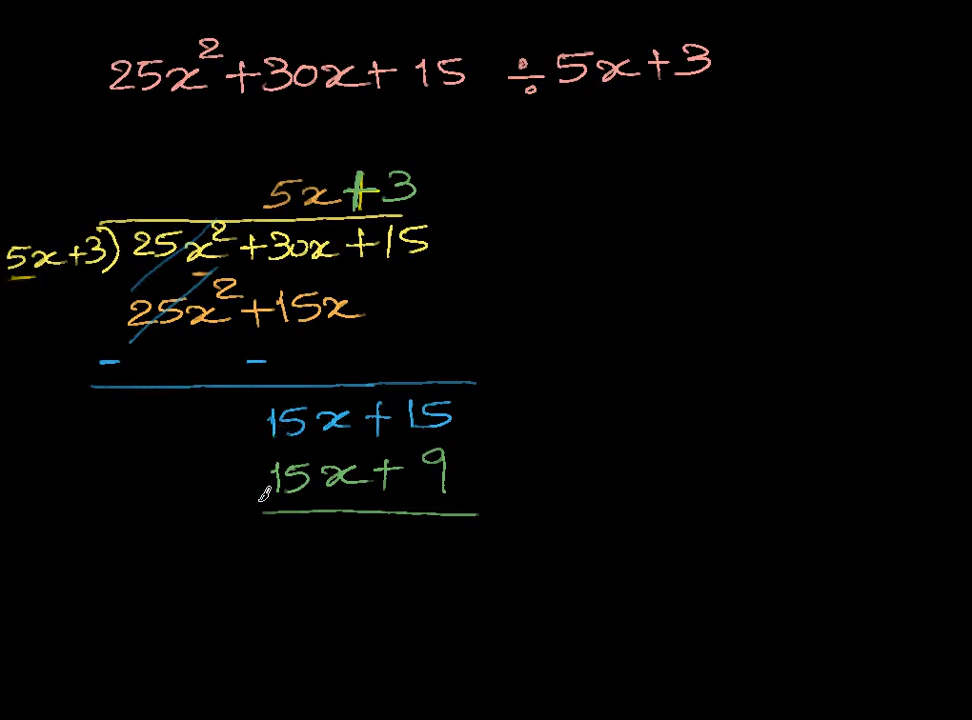 25x² + 30x + 15 ÷ 5x + 3
5x + 3
5x + 3) 25x² + 30x + 15
25x² + 15x
- -
15x + 15
15x + 9